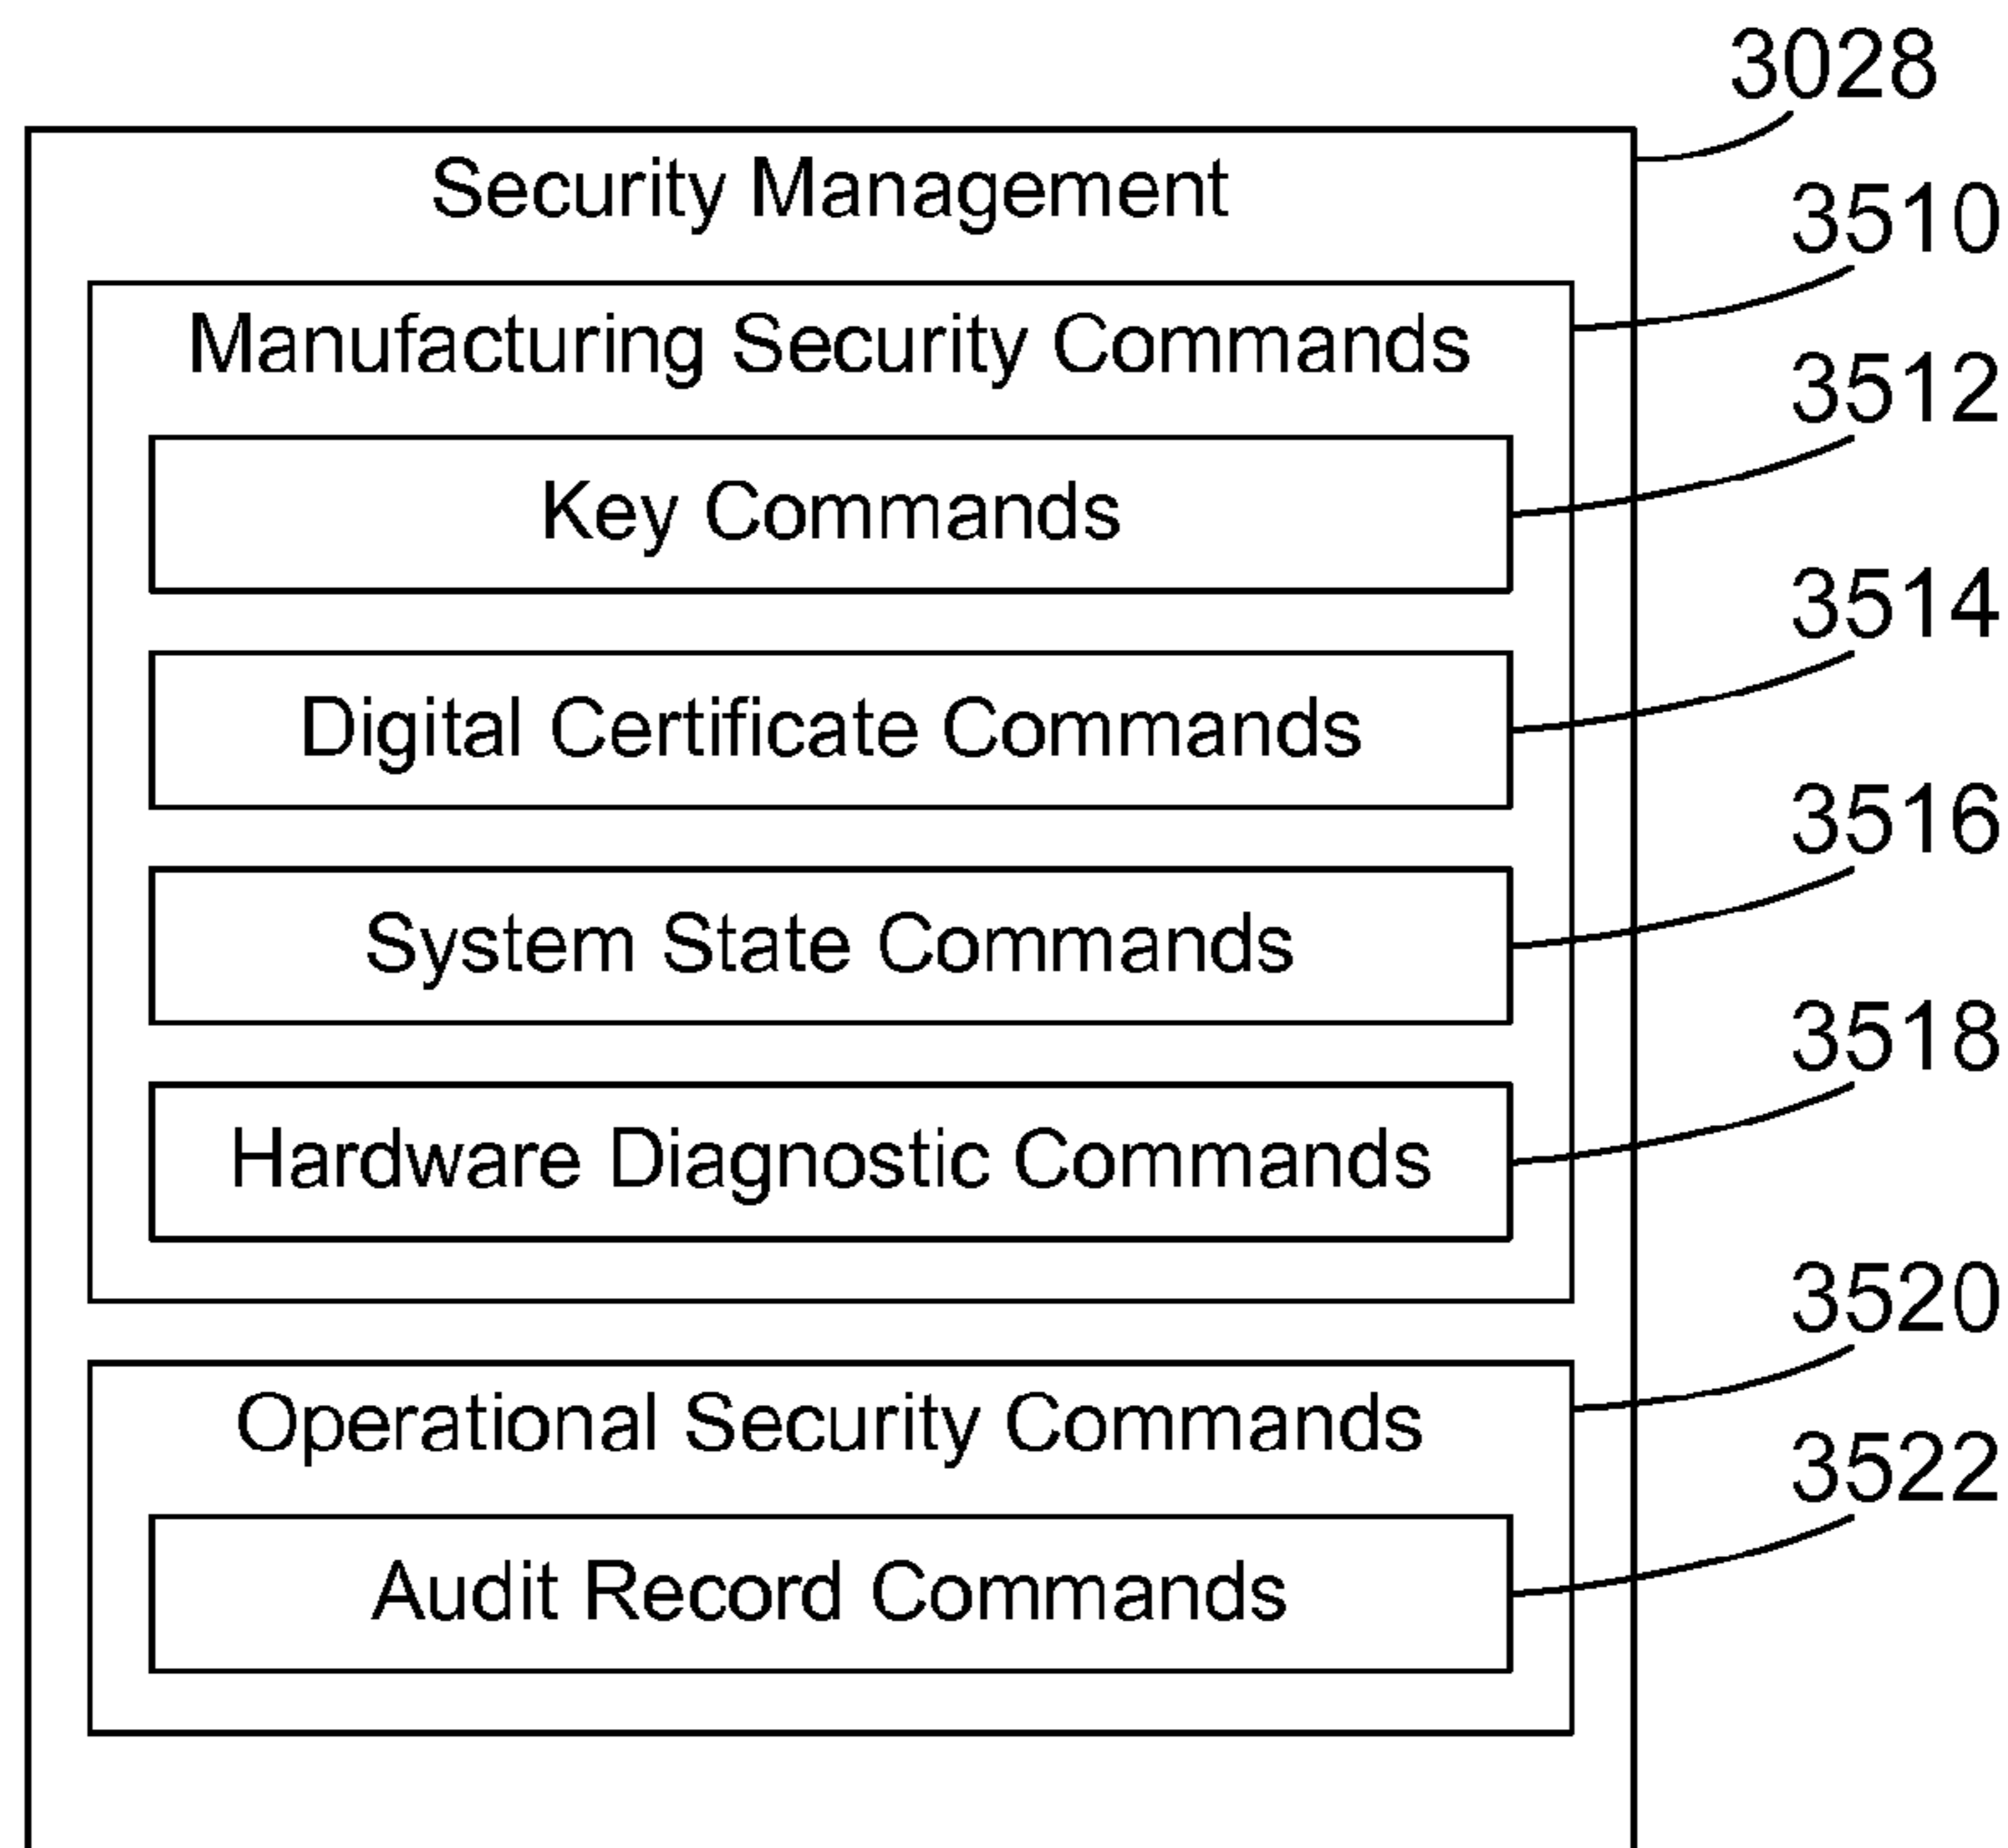 3028
Security Management
3510
Manufacturing Security Commands
3512
Key Commands
3514
Digital Certificate Commands
3516
System State Commands
3518
Hardware Diagnostic Commands
3520
Operational Security Commands
3522
Audit Record Commands